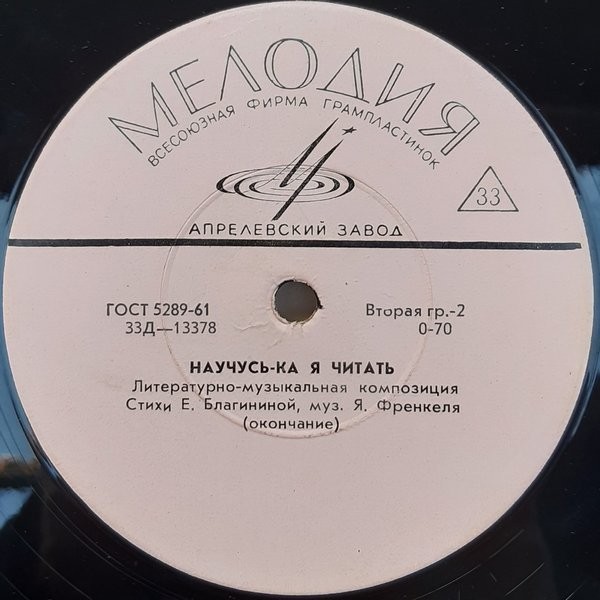 МЕЛОДИЯ
ВСЕСОЮЗНАЯ ФИРМА ГРАМПЛАСТИНОК
33
АПРЕЛЕВСКИЙ ЗАВОД
ГОСТ 5289-61 Вторая гр.-2
33Д—13378 0-70
НАУЧУСЬ-КА Я ЧИТАТЬ
Литературно-музыкальная композиция
Стихи Е. Благининой, муз. Я. Френкеля
(окончание)